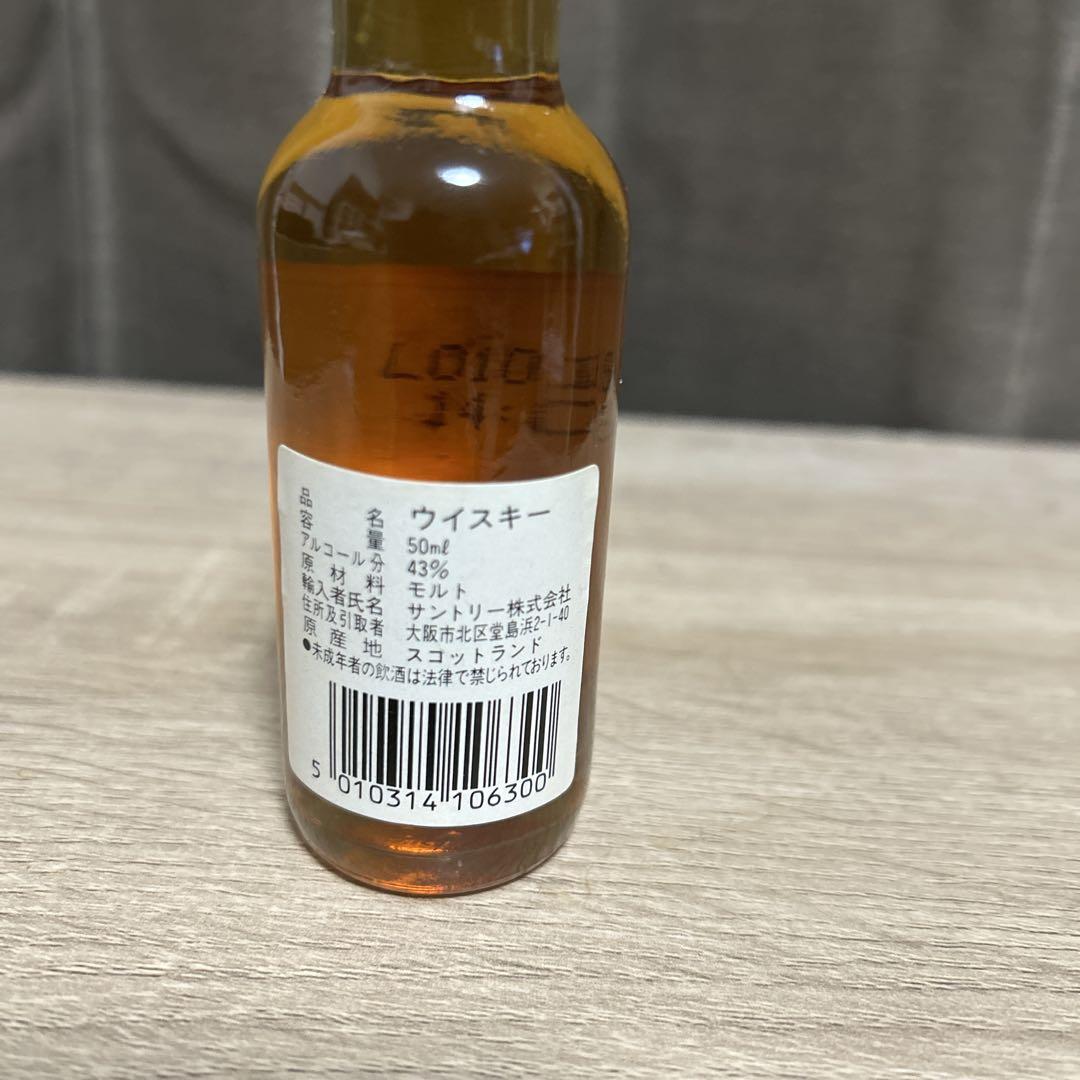 L010
品名 ウイスキー
容量 50mℓ
アルコール分 43%
原材料 モルト
輸入者氏名 サントリー株式会社
住所及引取者 大阪市北区堂島浜2-1-40
原産地 スコットランド
●未成年者の飲酒は法律で禁じられております。
5 010314 106300